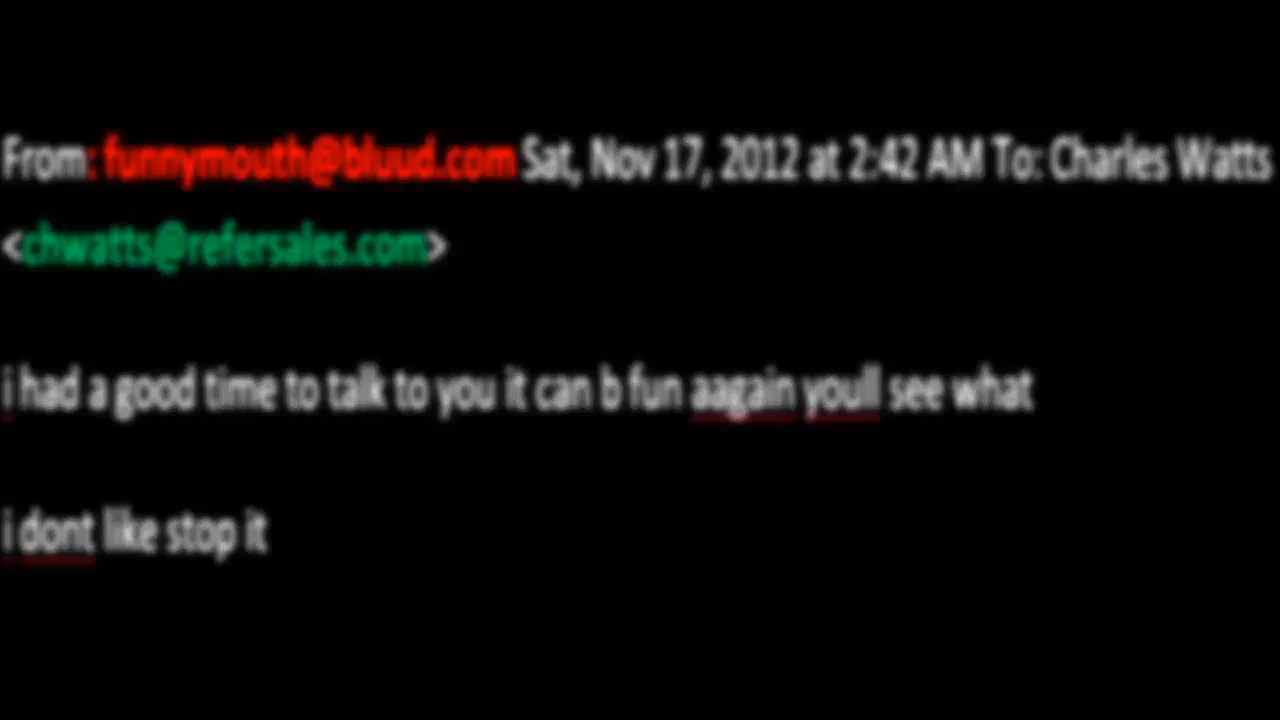 From: funnymouth@bluud.com Sat, Nov 17, 2012 at 2:42 AM To: Charles Watts
<chwatts@refersales.com>
i had a good time to talk to you it can b fun aagain youll see what
i dont like stop it